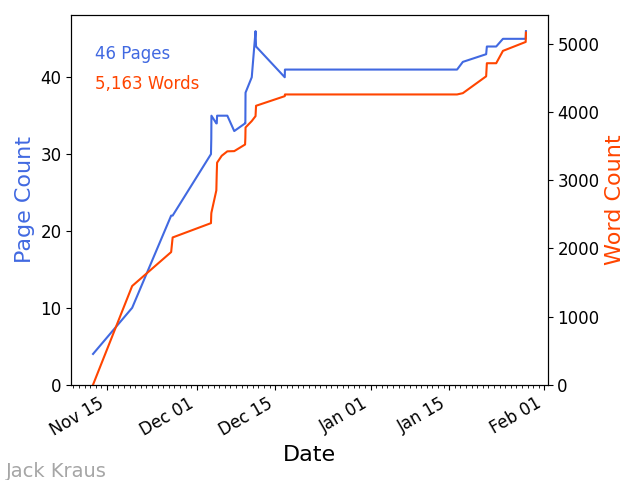 46 Pages
5,163 Words
Page Count
40
30
20
10
0
Word Count
5000
4000
3000
2000
1000
0
Nov 15
Dec 01
Dec 15
Jan 01
Jan 15
Feb 01
Date
Jack Kraus